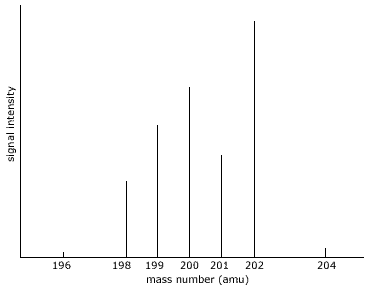 signal intensity
196 198 199 200 201 202 204
mass number (amu)